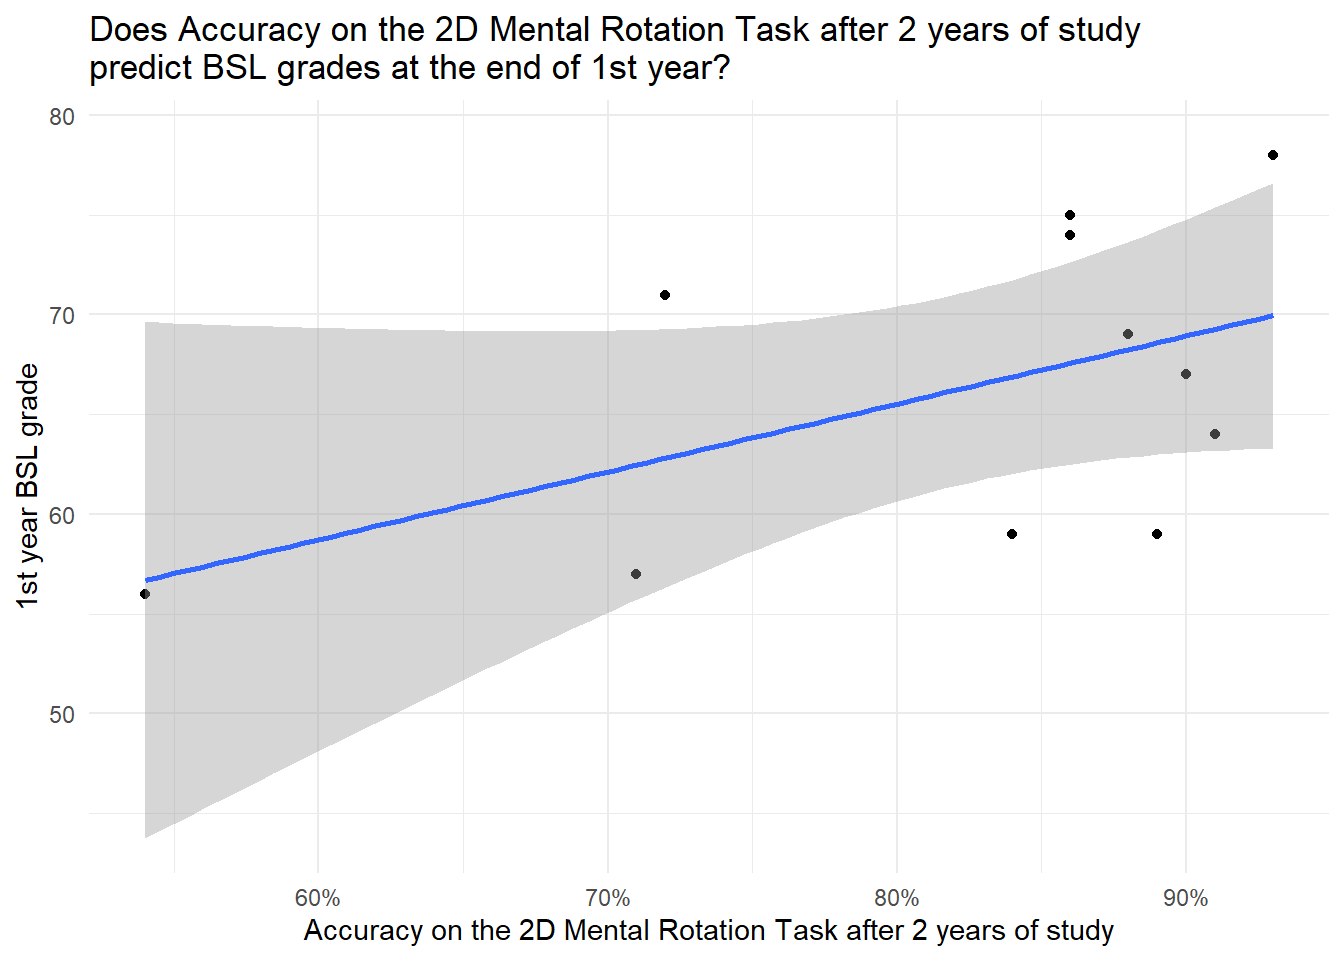 Does Accuracy on the 2D Mental Rotation Task after 2 years of study
predict BSL grades at the end of 1st year?
80
70
60
50
1st year BSL grade
60%
70%
80%
90%
Accuracy on the 2D Mental Rotation Task after 2 years of study